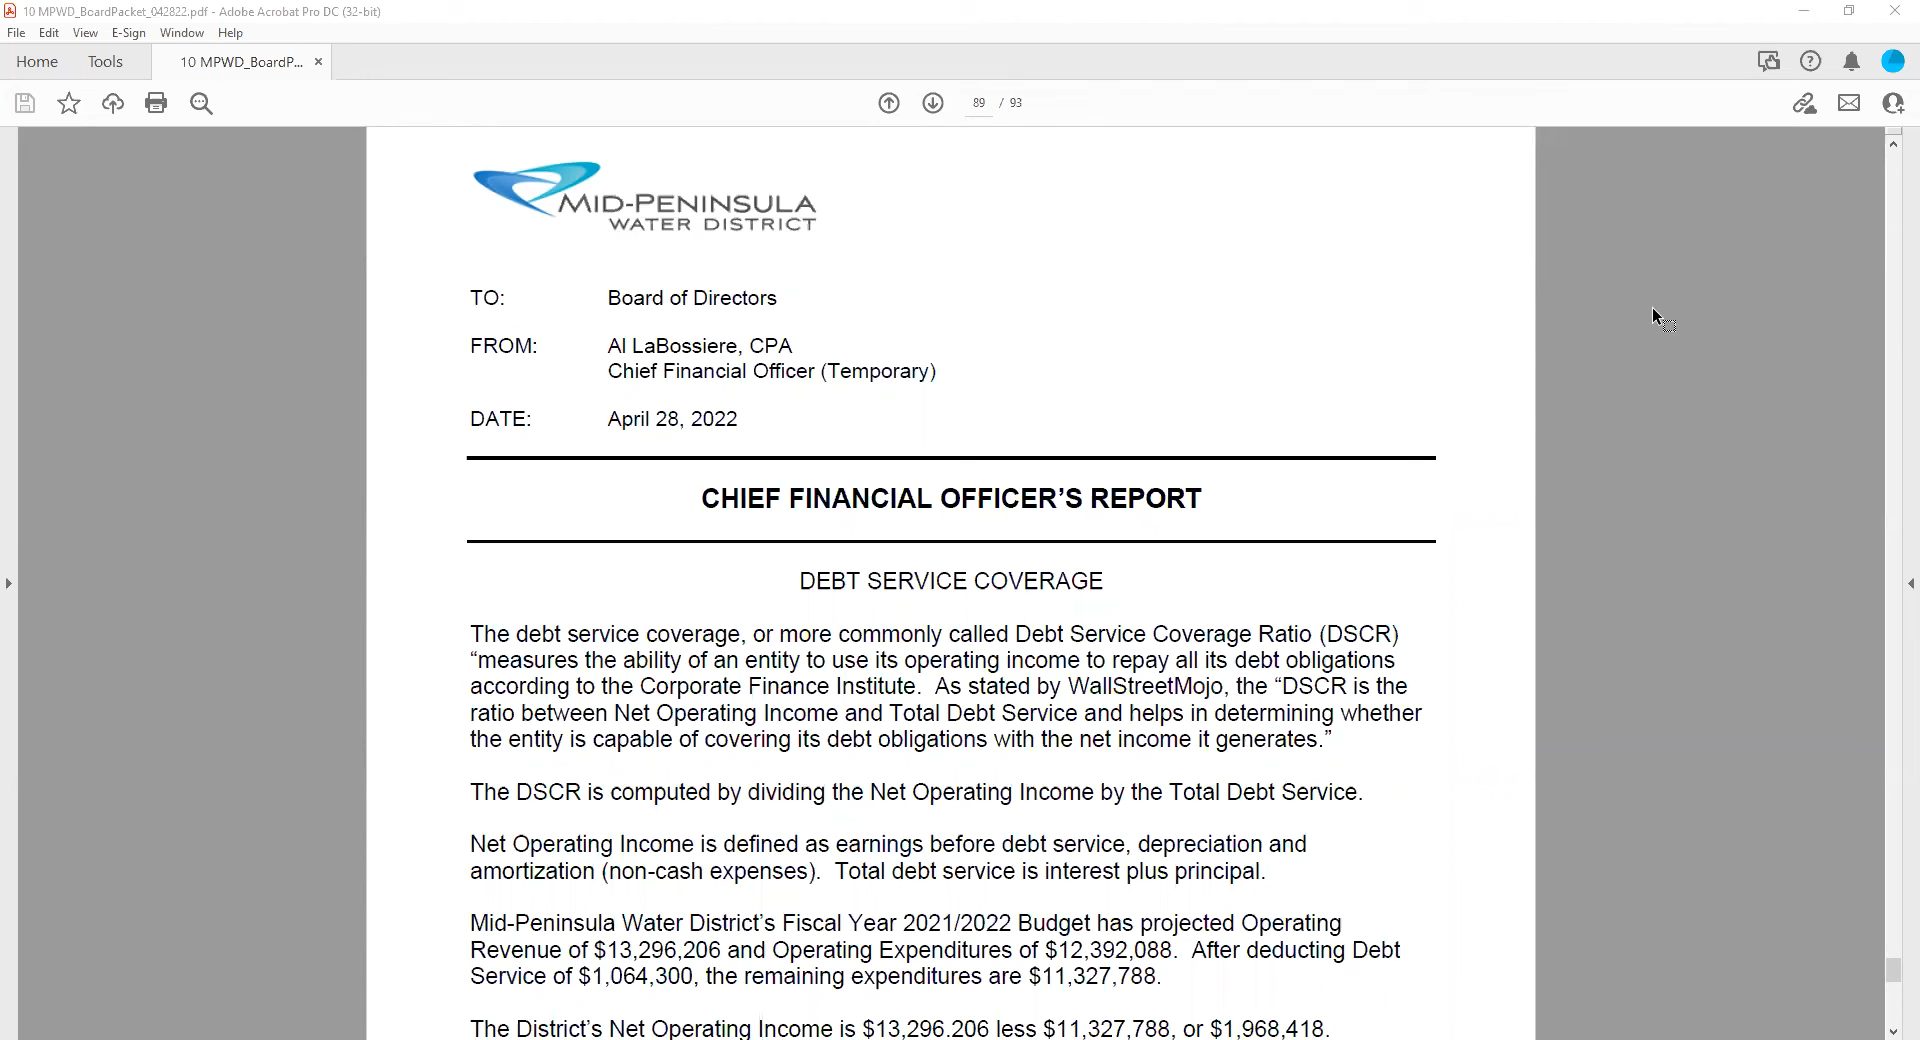 10 MPWD_BoardPacket_042822.pdf - Adobe Acrobat Pro DC (32-bit)
File Edit View E-Sign Window Help
Home Tools 10 MPWD_BoardP... ×
89 / 93
MID-PENINSULA
WATER DISTRICT
TO: Board of Directors
FROM: Al LaBossiere, CPA
Chief Financial Officer (Temporary)
DATE: April 28, 2022
CHIEF FINANCIAL OFFICER’S REPORT
DEBT SERVICE COVERAGE
The debt service coverage, or more commonly called Debt Service Coverage Ratio (DSCR)
“measures the ability of an entity to use its operating income to repay all its debt obligations
according to the Corporate Finance Institute.  As stated by WallStreetMojo, the “DSCR is the
ratio between Net Operating Income and Total Debt Service and helps in determining whether
the entity is capable of covering its debt obligations with the net income it generates.”
The DSCR is computed by dividing the Net Operating Income by the Total Debt Service.
Net Operating Income is defined as earnings before debt service, depreciation and
amortization (non-cash expenses).  Total debt service is interest plus principal.
Mid-Peninsula Water District’s Fiscal Year 2021/2022 Budget has projected Operating
Revenue of $13,296,206 and Operating Expenditures of $12,392,088.  After deducting Debt
Service of $1,064,300, the remaining expenditures are $11,327,788.
The District’s Net Operating Income is $13,296.206 less $11,327,788, or $1,968,418.